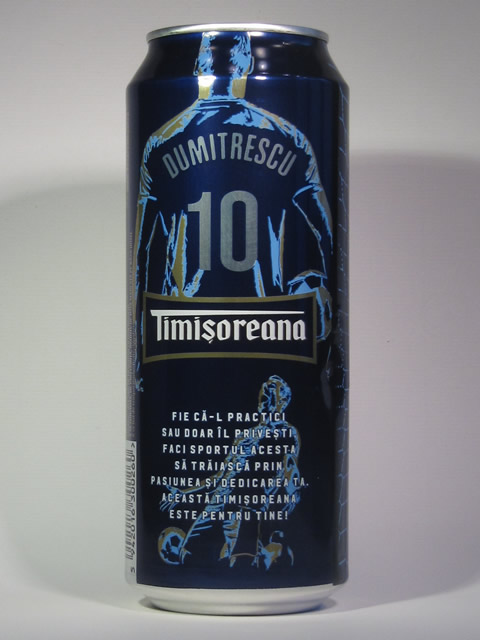 DUMITRESCU
10
Timișoreana
FIE CĂ-L PRACTICI
SAU DOAR ÎL PRIVEȘTI,
FACI SPORTUL ACESTA
SĂ TRĂIASCĂ PRIN
PASIUNEA ȘI DEDICAREA TA.
ACEASTĂ TIMIȘOREANA
ESTE PENTRU TINE!